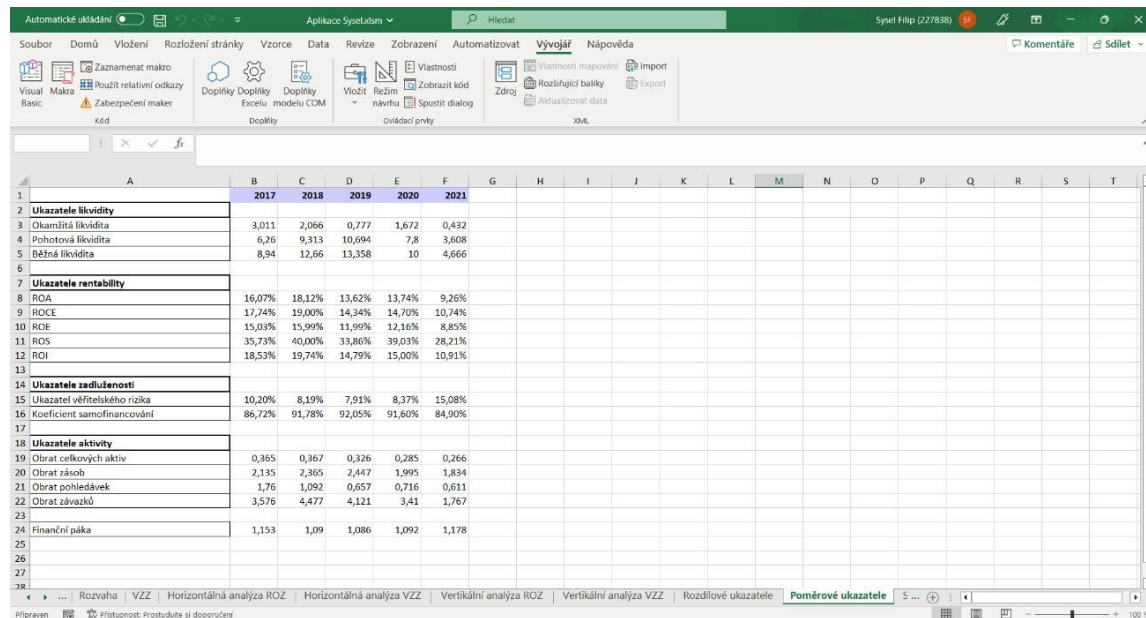 Automatické ukládání Aplikace Sysel.xlsm Hledat Sysel Filip (227838) SF
Soubor Domů Vložení Rozložení stránky Vzorce Data Revize Zobrazení Automatizovat Vývojář Nápověda Komentáře Sdílet
Visual Basic
Makra
Zaznamenat makro
Použít relativní odkazy
Zabezpečení maker
Kód
Doplňky
Doplňky Excelu
Doplňky modelu COM
Doplňky
Vložit
Režim návrhu
Vlastnosti
Zobrazit kód
Spustit dialog
Ovládací prvky
Zdroj
Vlastnosti mapování
Rozšiřující balíky
Aktualizovat data
Import
Export
XML
fx
A B C D E F G H I J K L M N O P Q R S T
1 2017 2018 2019 2020 2021
2 Ukazatele likvidity
3 Okamžitá likvidita 3,011 2,066 0,777 1,672 0,432
4 Pohotová likvidita 6,26 9,313 10,694 7,8 3,608
5 Běžná likvidita 8,94 12,66 13,358 10 4,666
6
7 Ukazatele rentability
8 ROA 16,07% 18,12% 13,62% 13,74% 9,26%
9 ROCE 17,74% 19,00% 14,34% 14,70% 10,74%
10 ROE 15,03% 15,99% 11,99% 12,16% 8,85%
11 ROS 35,73% 40,00% 33,86% 39,03% 28,21%
12 ROI 18,53% 19,74% 14,79% 15,00% 10,91%
13
14 Ukazatele zadluženosti
15 Ukazatel věřitelského rizika 10,20% 8,19% 7,91% 8,37% 15,08%
16 Koeficient samofinancování 86,72% 91,78% 92,05% 91,60% 84,90%
17
18 Ukazatele aktivity
19 Obrat celkových aktiv 0,365 0,367 0,326 0,285 0,266
20 Obrat zásob 2,135 2,365 2,447 1,995 1,834
21 Obrat pohledávek 1,76 1,092 0,657 0,716 0,611
22 Obrat závazků 3,576 4,477 4,121 3,41 1,767
23
24 Finanční páka 1,153 1,09 1,086 1,092 1,178
25
26
27
28
... Rozvaha VZZ Horizontálná analýza ROZ Horizontálná analýza VZZ Vertikální analýza ROZ Vertikální analýza VZZ Rozdílové ukazatele Poměrové ukazatele S ...
Připraven Přístupnost: Prostudujte si doporučení 100 %